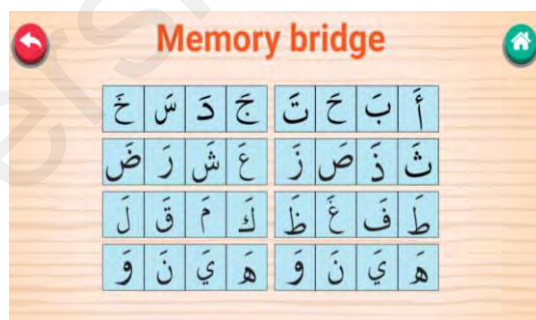 Memory bridge
أَ بَ حَ تَ جَ دَ سَ خَ
ثَ ذَ صَ زَ عَ شَ رَ ضَ
طَ فَ غَ ظَ كَ مَ قَ لَ
هَ يَ نَ وَ هَ يَ نَ وَ